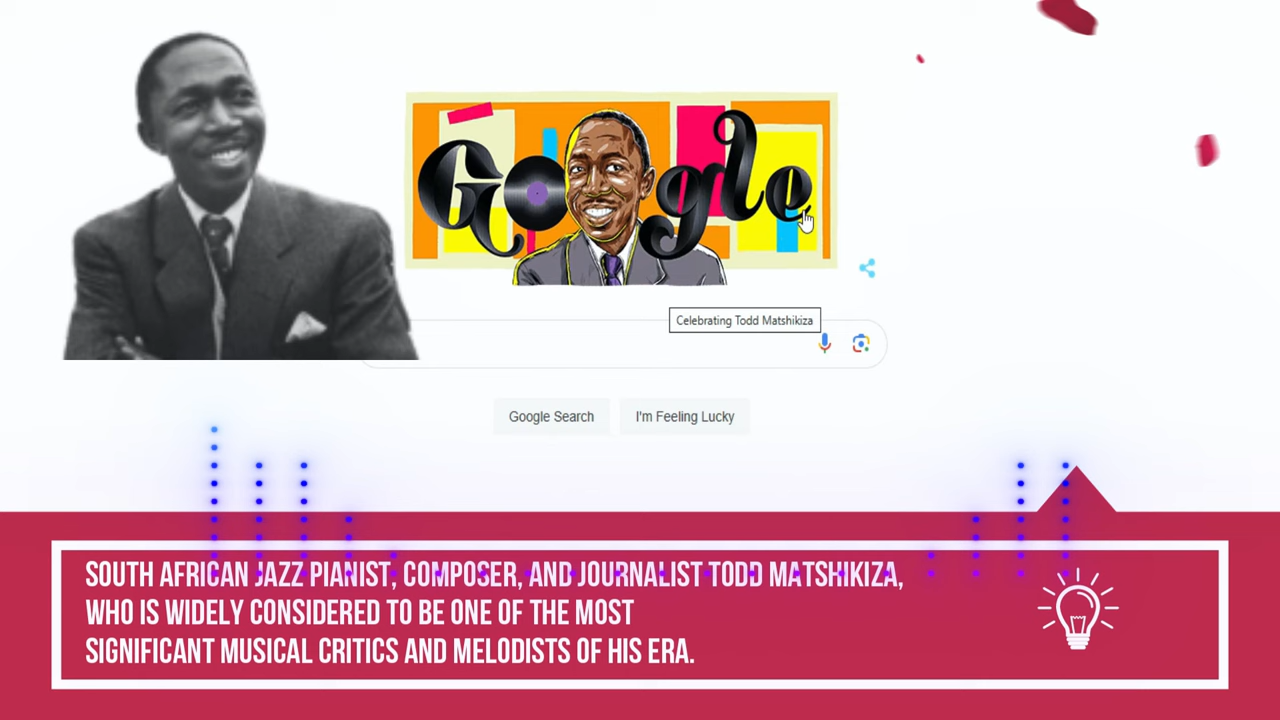 Google
Celebrating Todd Matshikiza
Google Search
I'm Feeling Lucky
SOUTH AFRICAN JAZZ PIANIST, COMPOSER, AND JOURNALIST TODD MATSHIKIZA,
WHO IS WIDELY CONSIDERED TO BE ONE OF THE MOST
SIGNIFICANT MUSICAL CRITICS AND MELODISTS OF HIS ERA.